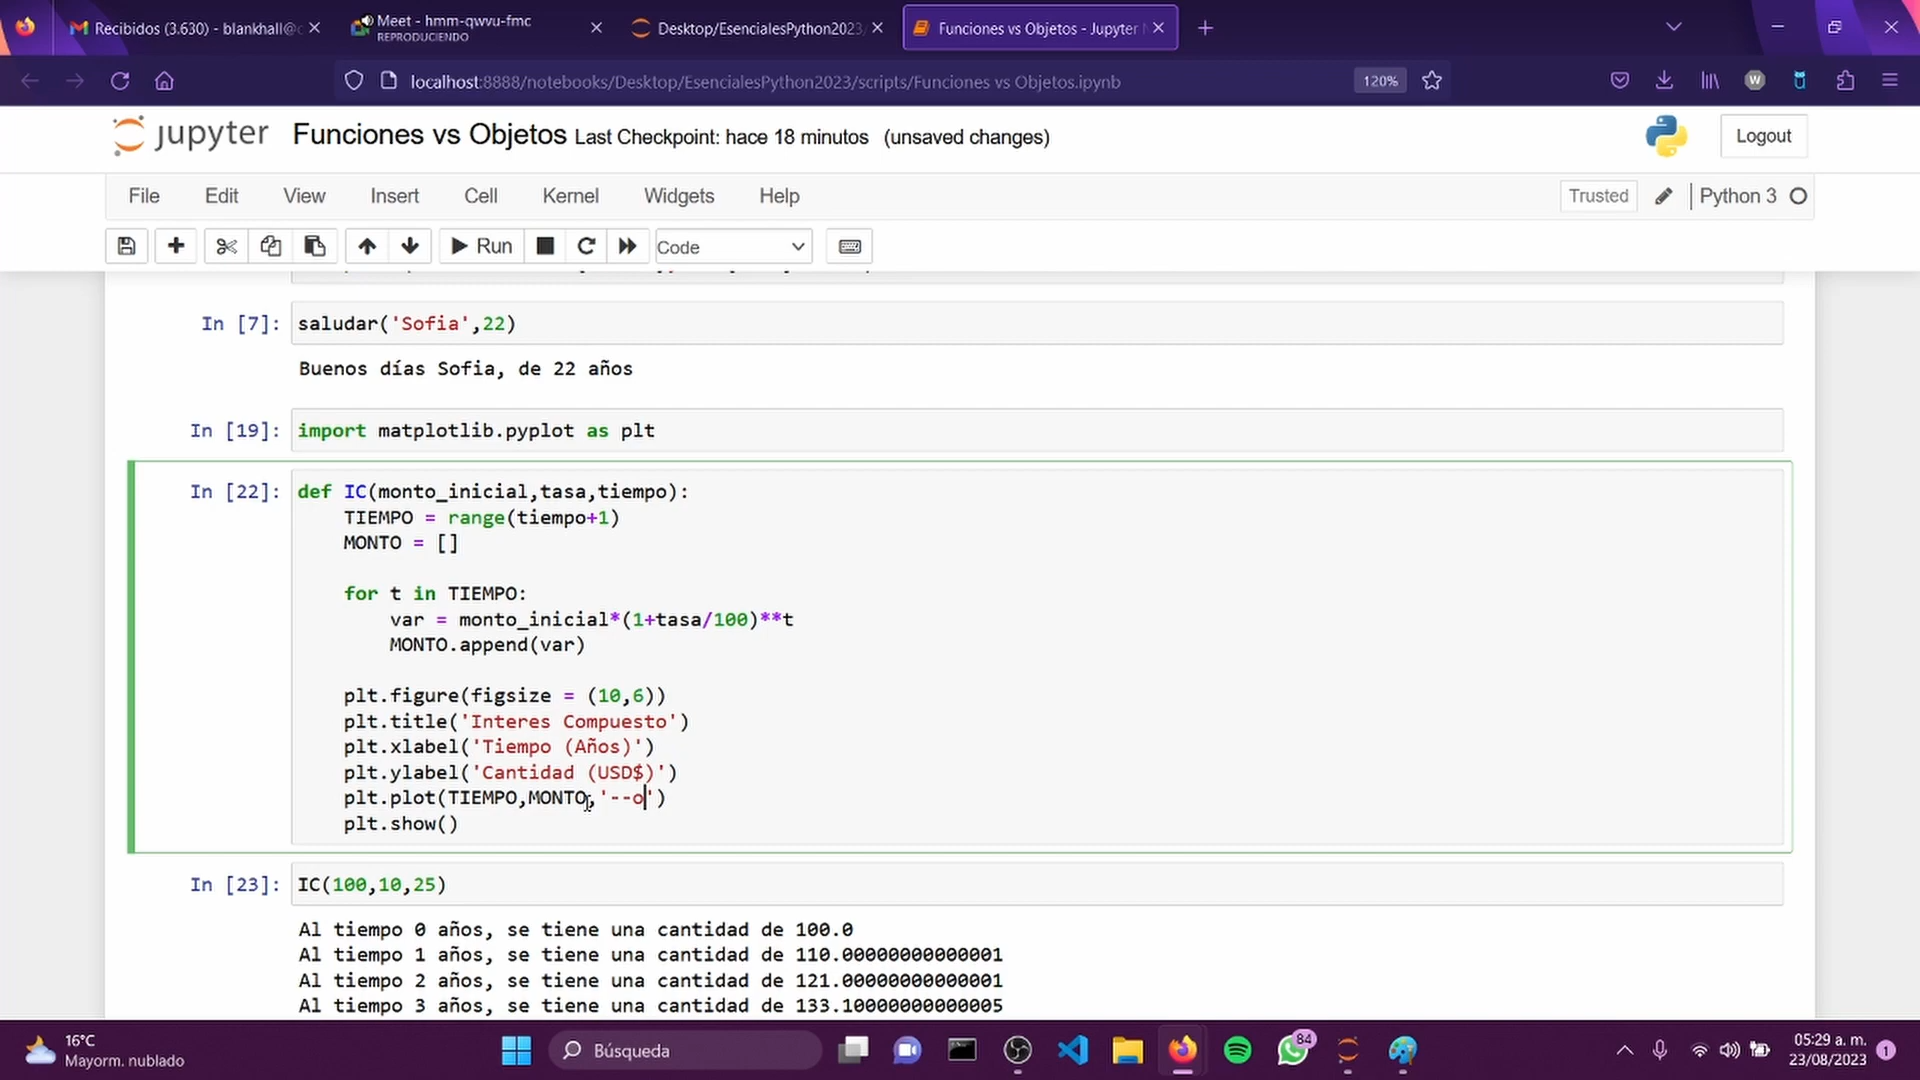 Recibidos (3.630) - blankhall@c
Meet - hmm-qwvu-fmc
REPRODUCIENDO
Desktop/EsencialesPython2023/
Funciones vs Objetos - Jupyter N
localhost:8888/notebooks/Desktop/EsencialesPython2023/scripts/Funciones vs Objetos.ipynb
120%
W
jupyter
Funciones vs Objetos Last Checkpoint: hace 18 minutos (unsaved changes)
Logout
File Edit View Insert Cell Kernel Widgets Help
Trusted
Python 3
Run
Code
In [7]: saludar('Sofia',22)
Buenos días Sofia, de 22 años
In [19]: import matplotlib.pyplot as plt
In [22]: def IC(monto_inicial,tasa,tiempo):
TIEMPO = range(tiempo+1)
MONTO = []
for t in TIEMPO:
var = monto_inicial*(1+tasa/100)**t
MONTO.append(var)
plt.figure(figsize = (10,6))
plt.title('Interes Compuesto')
plt.xlabel('Tiempo (Años)')
plt.ylabel('Cantidad (USD$)')
plt.plot(TIEMPO,MONTO,'--o')
plt.show()
In [23]: IC(100,10,25)
Al tiempo 0 años, se tiene una cantidad de 100.0
Al tiempo 1 años, se tiene una cantidad de 110.00000000000001
Al tiempo 2 años, se tiene una cantidad de 121.00000000000001
Al tiempo 3 años, se tiene una cantidad de 133.10000000000005
16°C
Mayorm. nublado
Búsqueda
84
05:29 a. m.
23/08/2023
1